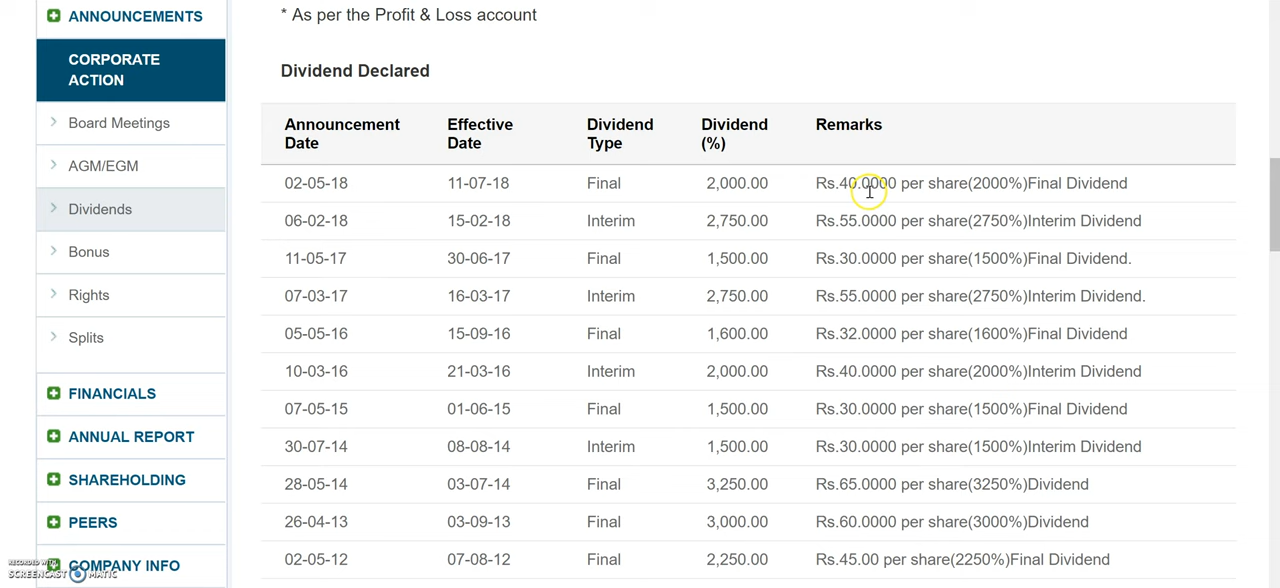 ANNOUNCEMENTS
CORPORATE
ACTION
Board Meetings
AGM/EGM
Dividends
Bonus
Rights
Splits
FINANCIALS
ANNUAL REPORT
SHAREHOLDING
PEERS
COMPANY INFO
* As per the Profit & Loss account
Dividend Declared
Announcement Date Effective Date Dividend Type Dividend (%) Remarks
02-05-18 11-07-18 Final 2,000.00 Rs.40.0000 per share(2000%)Final Dividend
06-02-18 15-02-18 Interim 2,750.00 Rs.55.0000 per share(2750%)Interim Dividend
11-05-17 30-06-17 Final 1,500.00 Rs.30.0000 per share(1500%)Final Dividend.
07-03-17 16-03-17 Interim 2,750.00 Rs.55.0000 per share(2750%)Interim Dividend.
05-05-16 15-09-16 Final 1,600.00 Rs.32.0000 per share(1600%)Final Dividend
10-03-16 21-03-16 Interim 2,000.00 Rs.40.0000 per share(2000%)Interim Dividend
07-05-15 01-06-15 Final 1,500.00 Rs.30.0000 per share(1500%)Final Dividend
30-07-14 08-08-14 Interim 1,500.00 Rs.30.0000 per share(1500%)Interim Dividend
28-05-14 03-07-14 Final 3,250.00 Rs.65.0000 per share(3250%)Dividend
26-04-13 03-09-13 Final 3,000.00 Rs.60.0000 per share(3000%)Dividend
02-05-12 07-08-12 Final 2,250.00 Rs.45.00 per share(2250%)Final Dividend
RECORDED WITH
SCREENCAST MATIC